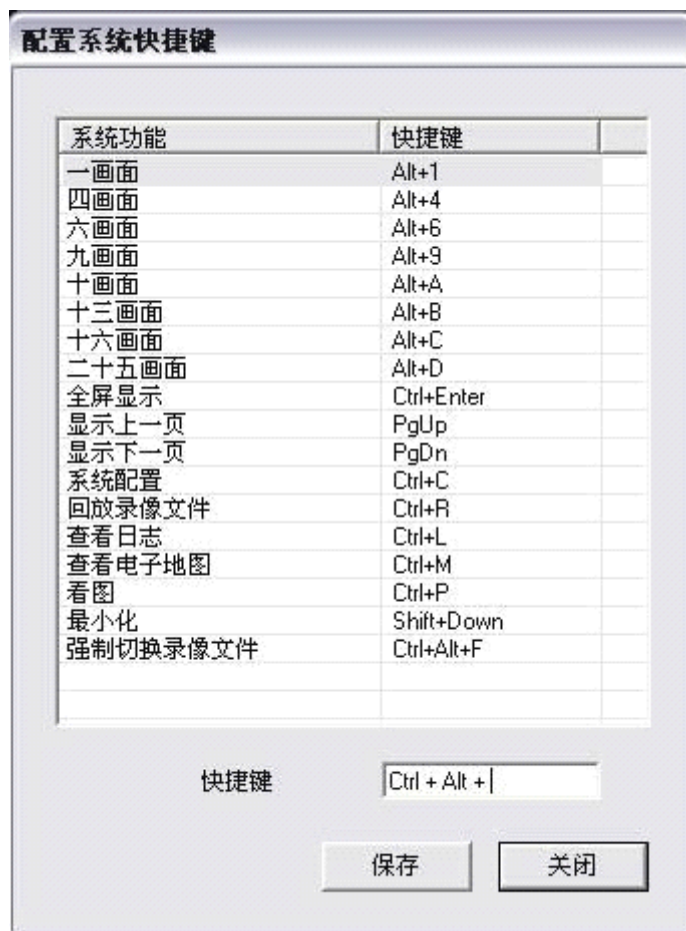 配置系统快捷键
系统功能 快捷键
一画面 Alt+1
四画面 Alt+4
六画面 Alt+6
九画面 Alt+9
十画面 Alt+A
十三画面 Alt+B
十六画面 Alt+C
二十五画面 Alt+D
全屏显示 Ctrl+Enter
显示上一页 PgUp
显示下一页 PgDn
系统配置 Ctrl+C
回放录像文件 Ctrl+R
查看日志 Ctrl+L
查看电子地图 Ctrl+M
看图 Ctrl+P
最小化 Shift+Down
强制切换录像文件 Ctrl+Alt+F
快捷键 Ctrl + Alt +
保存 关闭